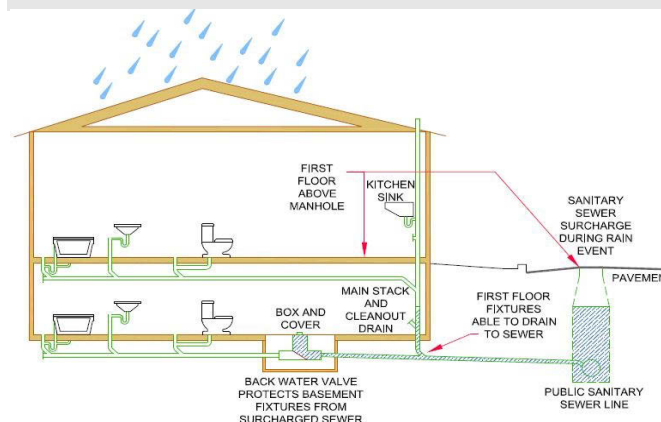 FIRST
FLOOR
ABOVE
MANHOLE
KITCHEN
SINK
SANITARY
SEWER
SURCHARGE
DURING RAIN
EVENT
PAVEMEN
MAIN STACK
AND
CLEANOUT
DRAIN
FIRST FLOOR
FIXTURES
ABLE TO DRAIN
TO SEWER
BOX AND
COVER
BACK WATER VALVE
PROTECTS BASEMENT
FIXTURES FROM
SURCHARGED SEWER
PUBLIC SANITARY
SEWER LINE